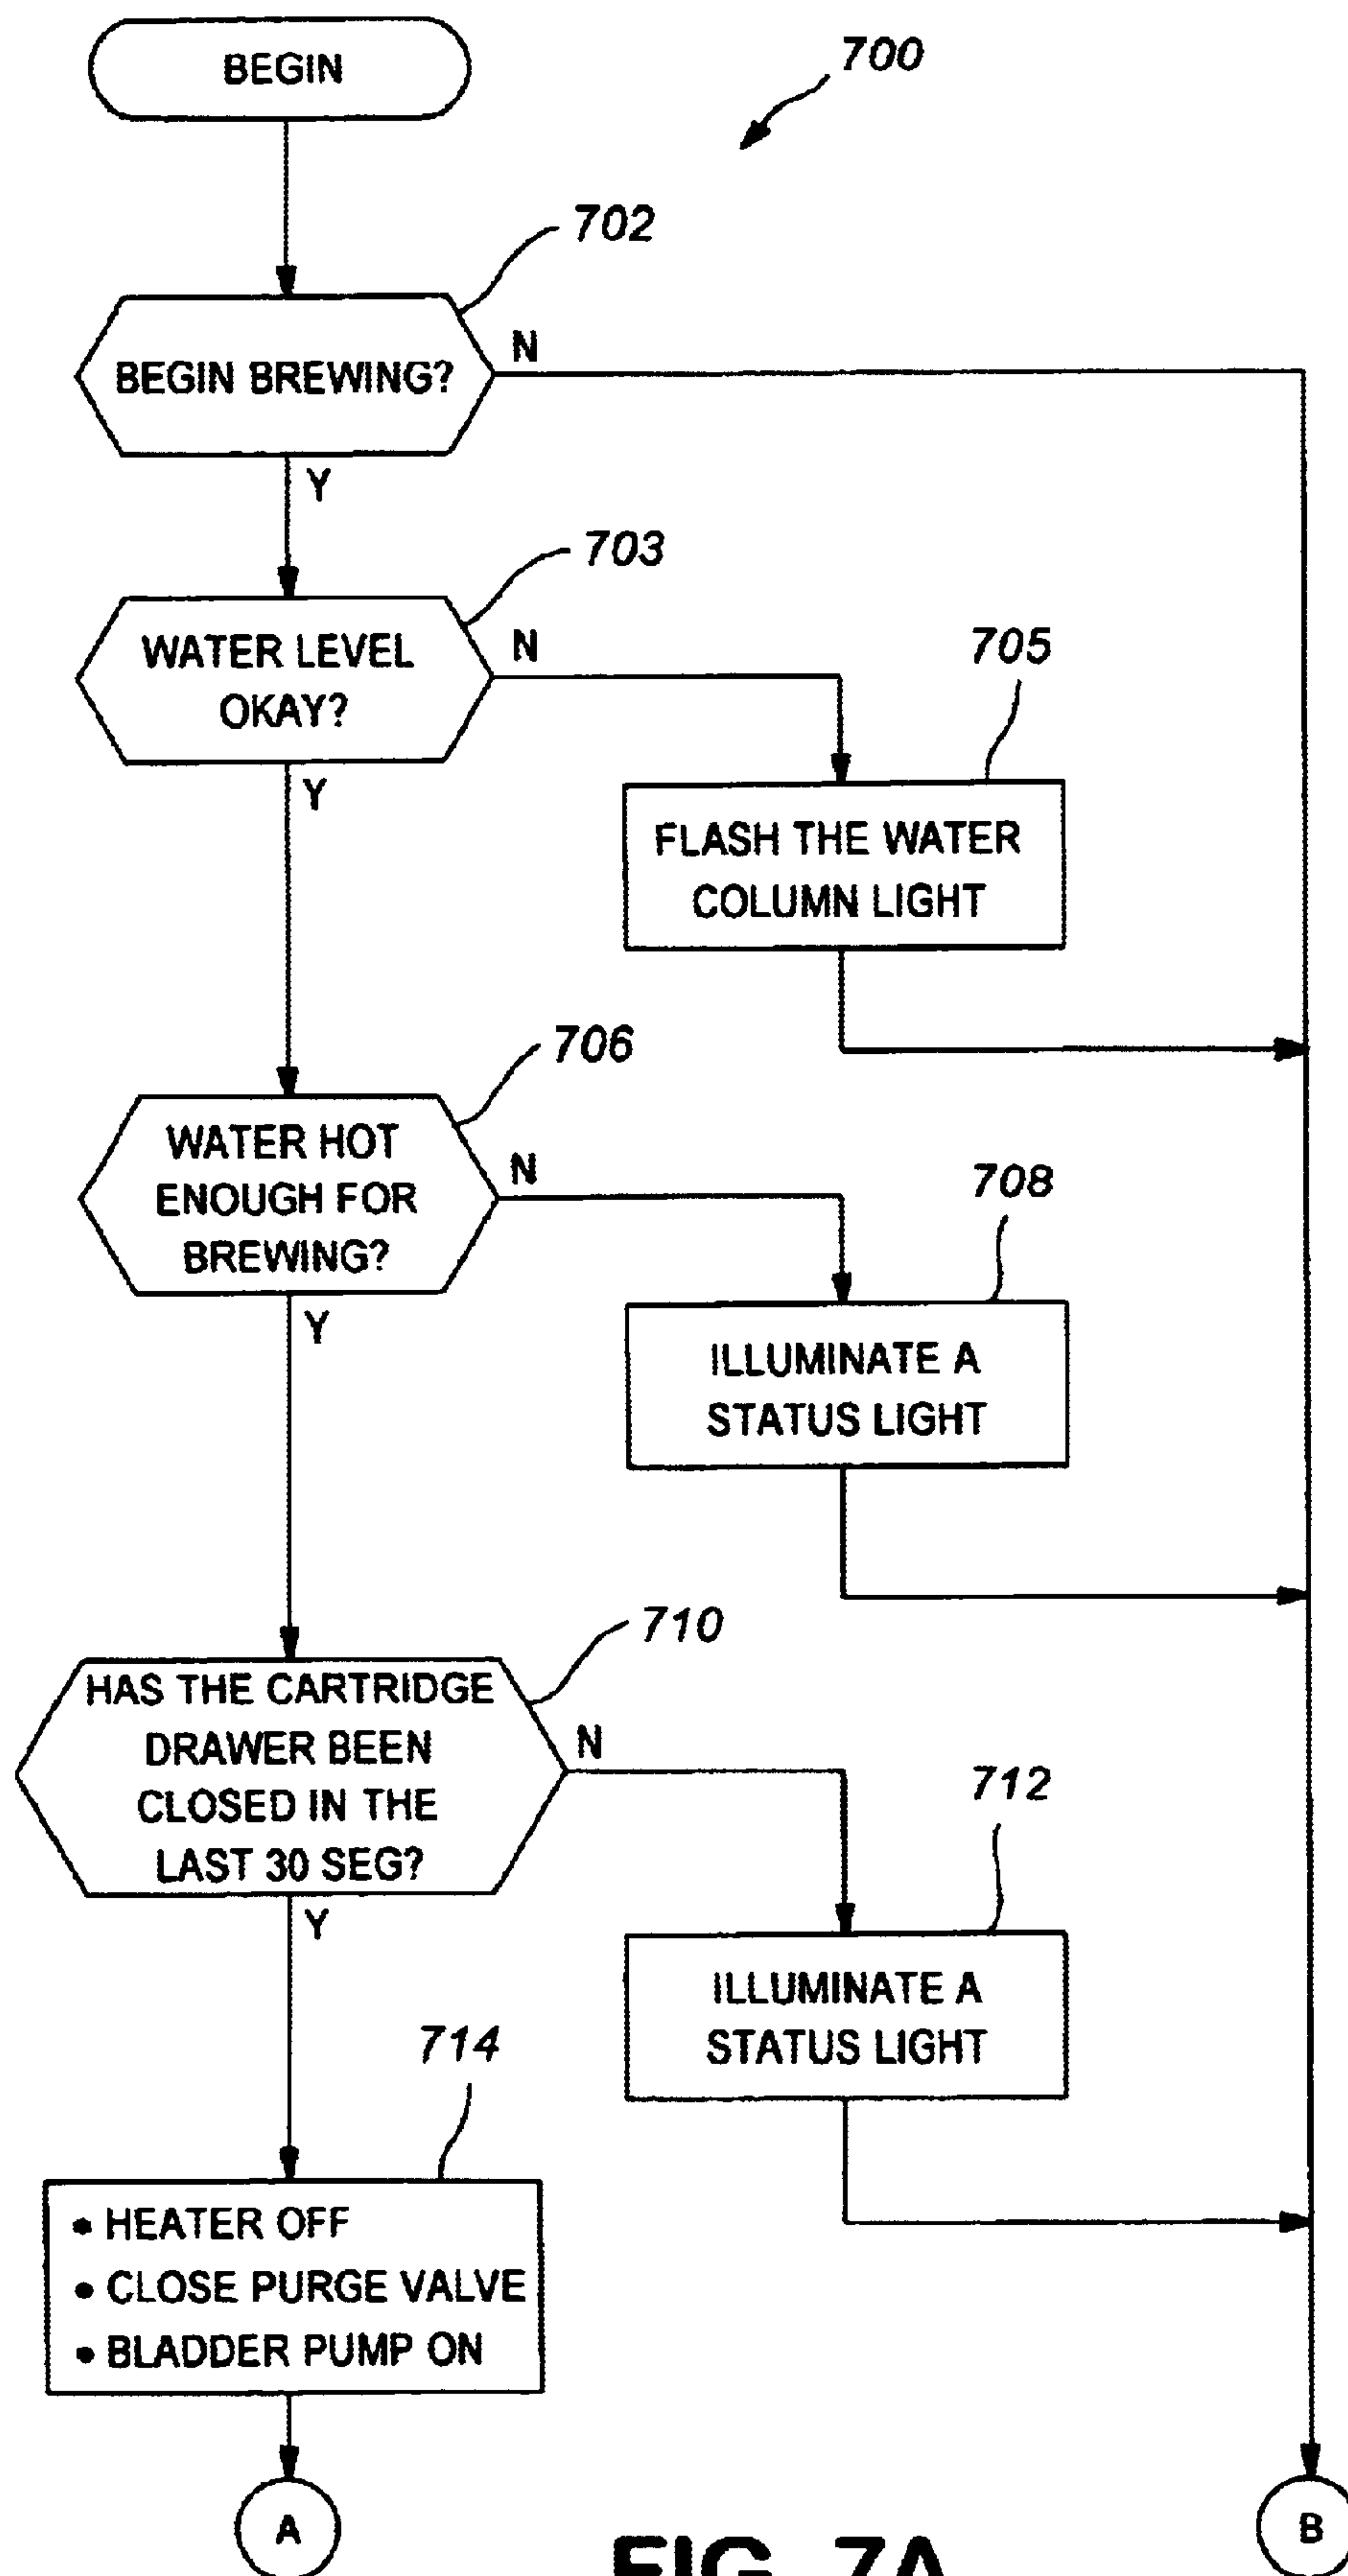 BEGIN
700
702
BEGIN BREWING?
N
Y
703
WATER LEVEL
OKAY?
N
Y
705
FLASH THE WATER
COLUMN LIGHT
706
WATER HOT
ENOUGH FOR
BREWING?
N
Y
708
ILLUMINATE A
STATUS LIGHT
710
HAS THE CARTRIDGE
DRAWER BEEN
CLOSED IN THE
LAST 30 SEG?
N
Y
712
ILLUMINATE A
STATUS LIGHT
714
• HEATER OFF
• CLOSE PURGE VALVE
• BLADDER PUMP ON
A
B
FIG. 7A